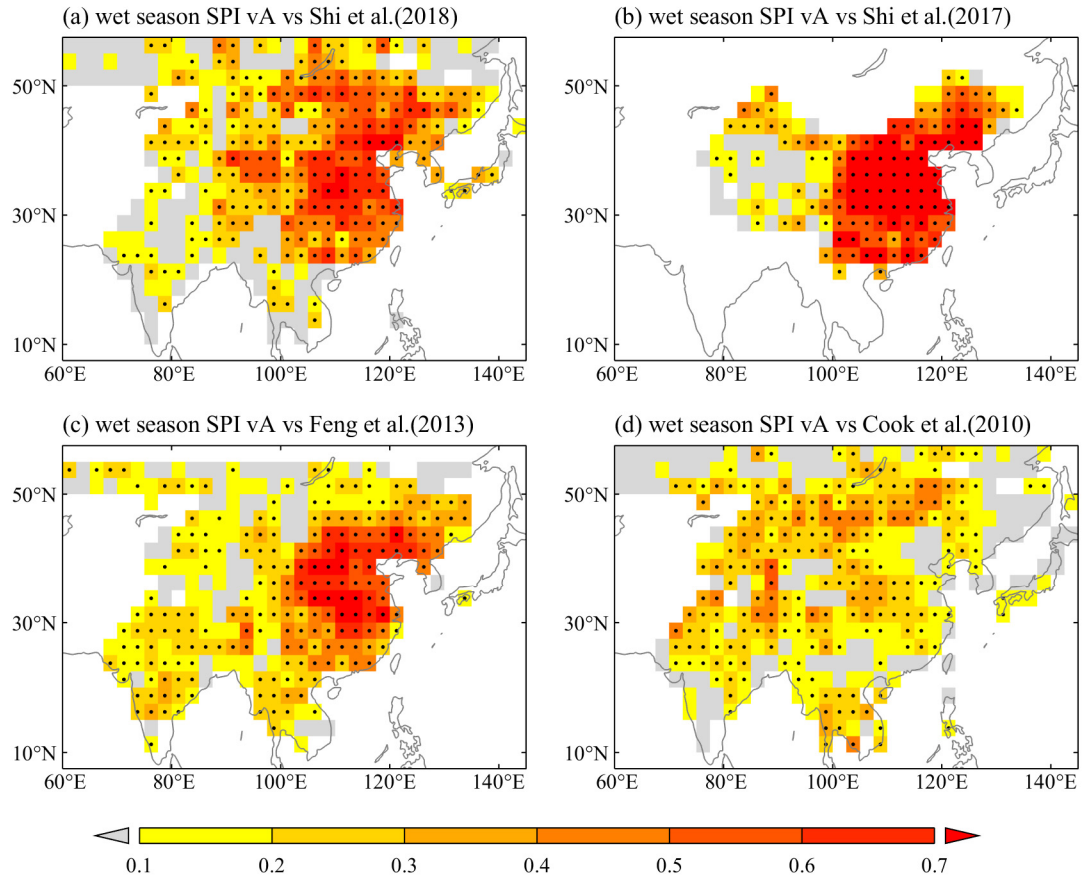 (a) wet season SPI vA vs Shi et al.(2018)
(b) wet season SPI vA vs Shi et al.(2017)
50°N
30°N
10°N
60°E 80°E 100°E 120°E 140°E
50°N
30°N
10°N
60°E 80°E 100°E 120°E 140°E
(c) wet season SPI vA vs Feng et al.(2013)
(d) wet season SPI vA vs Cook et al.(2010)
50°N
30°N
10°N
60°E 80°E 100°E 120°E 140°E
50°N
30°N
10°N
60°E 80°E 100°E 120°E 140°E
0.1 0.2 0.3 0.4 0.5 0.6 0.7